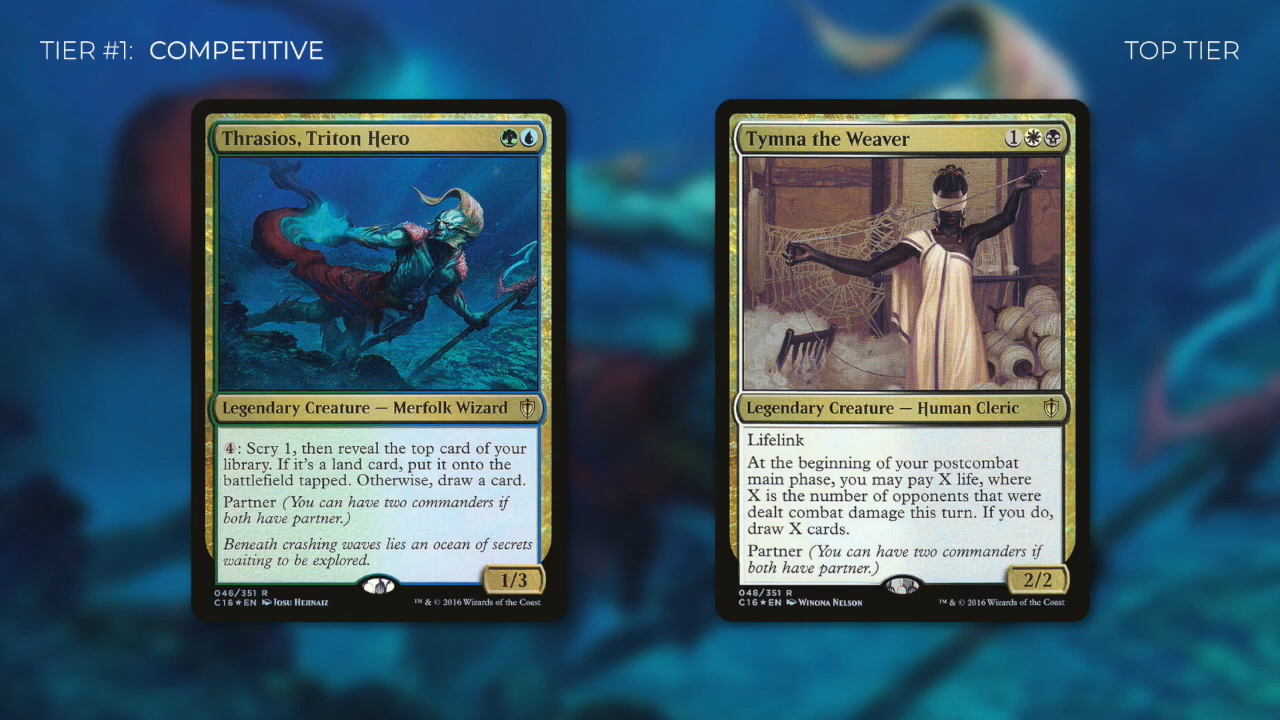 TIER #1: COMPETITIVE
TOP TIER
Thrasios, Triton Hero
Legendary Creature — Merfolk Wizard
4: Scry 1, then reveal the top card of your
library. If it's a land card, put it onto the
battlefield tapped. Otherwise, draw a card.
Partner (You can have two commanders if
both have partner.)
Beneath crashing waves lies an ocean of secrets
waiting to be explored.
1/3
046/351 R
C16★EN Josu Hernaiz
™ & © 2016 Wizards of the Coast
Tymna the Weaver 1
Legendary Creature — Human Cleric
Lifelink
At the beginning of your postcombat
main phase, you may pay X life, where
X is the number of opponents that were
dealt combat damage this turn. If you do,
draw X cards.
Partner (You can have two commanders if
both have partner.)
2/2
048/351 R
C16★EN Winona Nelson
™ & © 2016 Wizards of the Coast